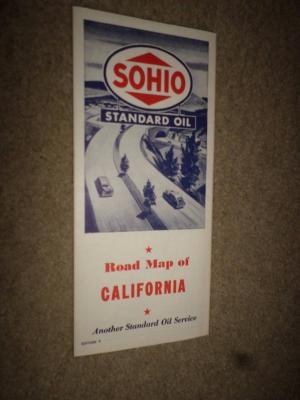 SOHIO
STANDARD OIL
Road Map of
CALIFORNIA
Another Standard Oil Service